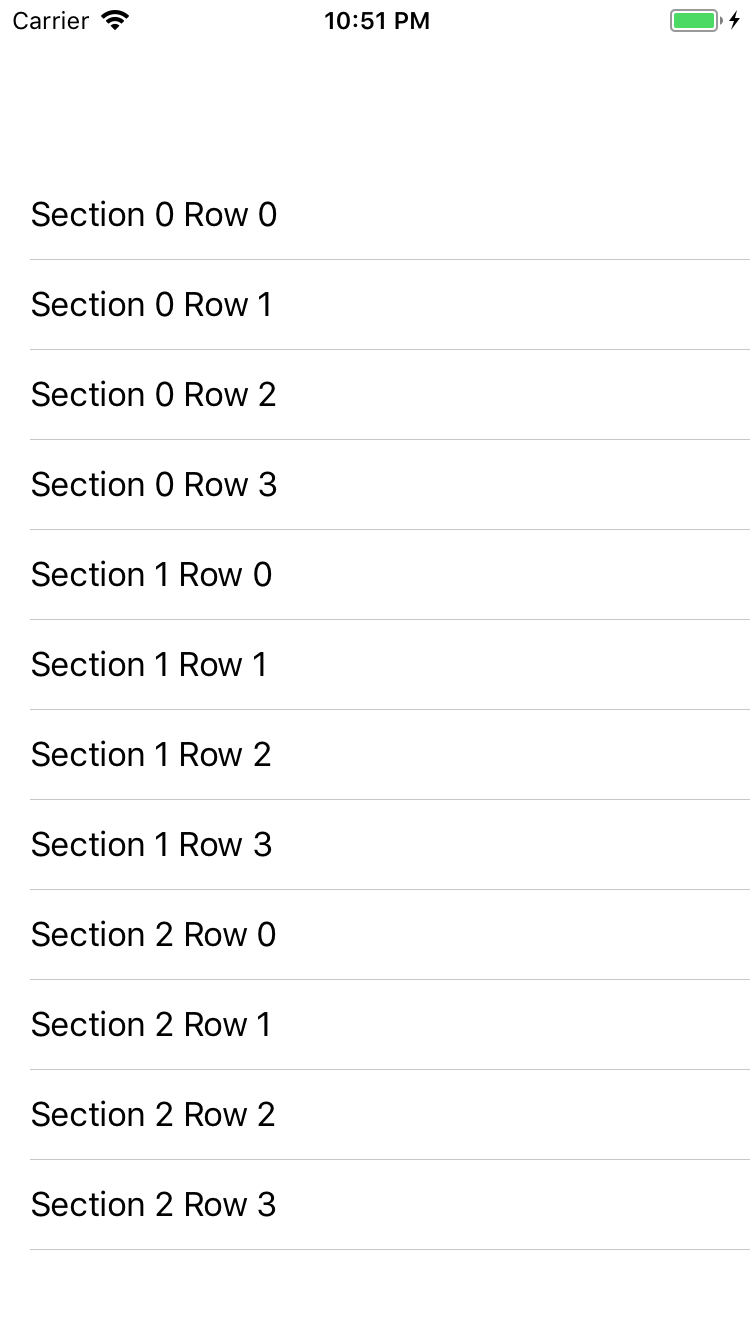 Carrier 10:51 PM
Section 0 Row 0
Section 0 Row 1
Section 0 Row 2
Section 0 Row 3
Section 1 Row 0
Section 1 Row 1
Section 1 Row 2
Section 1 Row 3
Section 2 Row 0
Section 2 Row 1
Section 2 Row 2
Section 2 Row 3